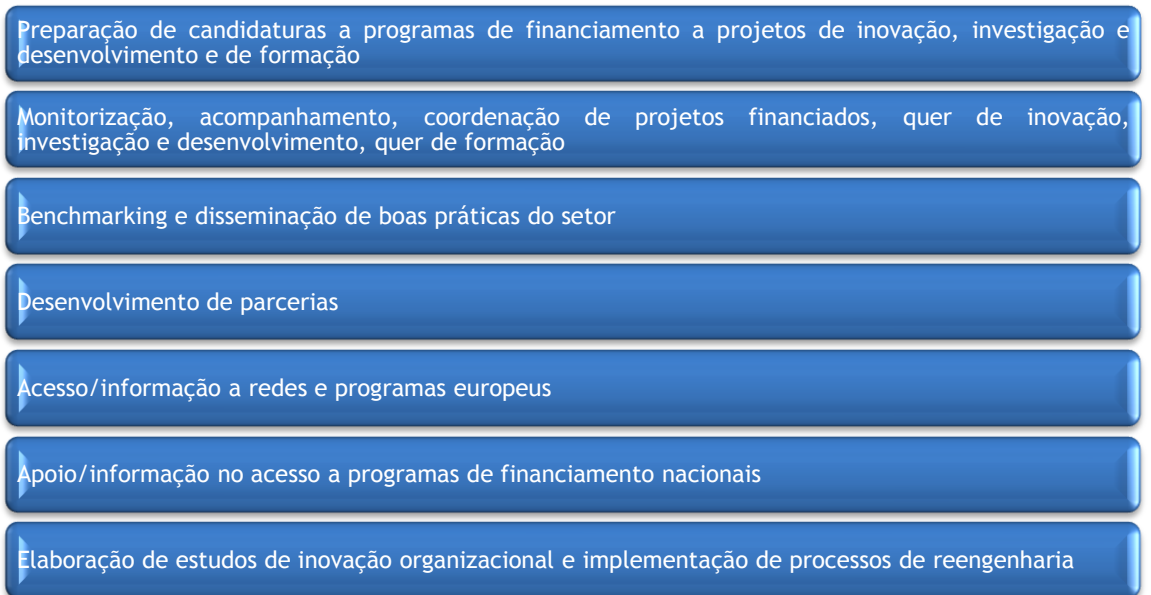 Preparação de candidaturas a programas de financiamento a projetos de inovação, investigação e
desenvolvimento e de formação
Monitorização, acompanhamento, coordenação de projetos financiados, quer de inovação,
investigação e desenvolvimento, quer de formação
Benchmarking e disseminação de boas práticas do setor
Desenvolvimento de parcerias
Acesso/informação a redes e programas europeus
Apoio/informação no acesso a programas de financiamento nacionais
Elaboração de estudos de inovação organizacional e implementação de processos de reengenharia